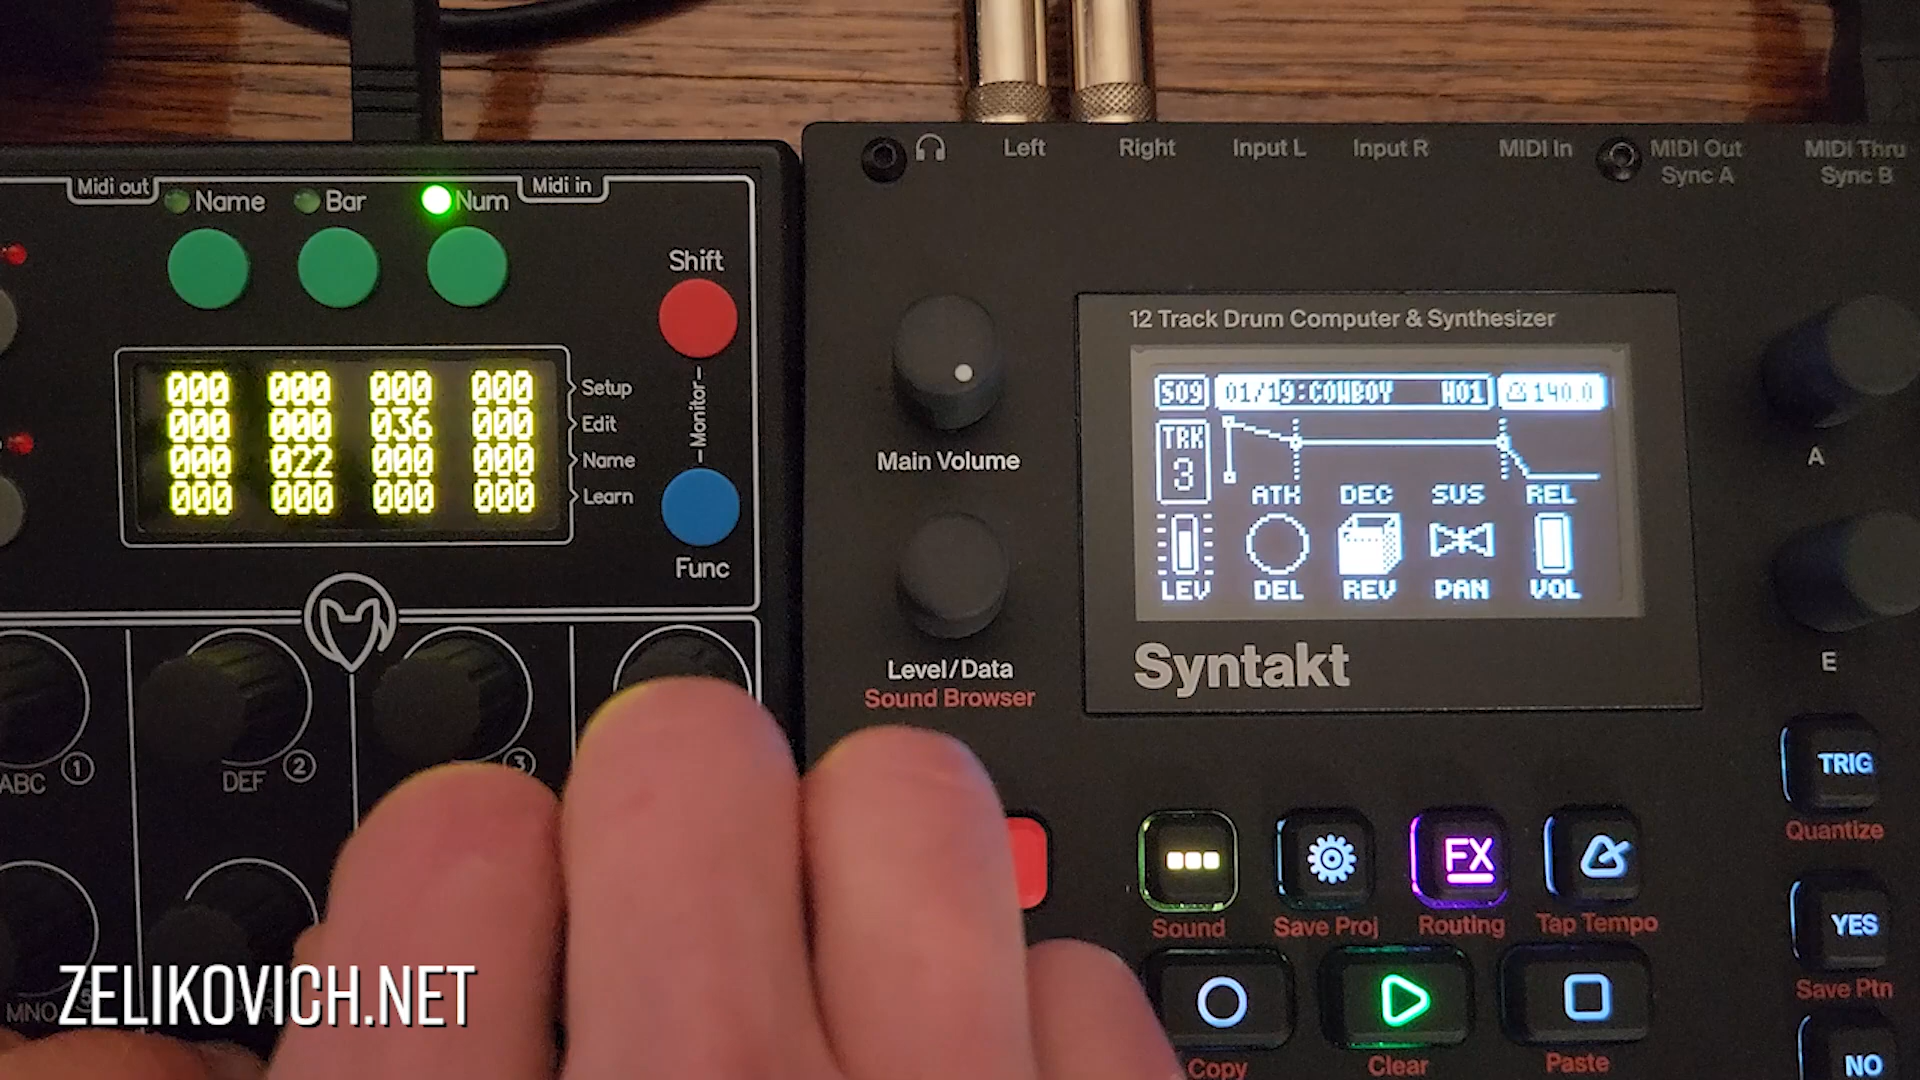 Midi out
Name
Bar
Num
Midi in
Shift
Monitor
000 000 000 000
000 000 036 000
000 022 000 000
000 000 000 000
Setup
Edit
Name
Learn
Func
ABC 1
DEF 2
3
MNO
ZELIKOVICH.NET
Left
Right
Input L
Input R
MIDI In
MIDI Out
Sync A
MIDI Thru
Sync B
Main Volume
Level/Data
Sound Browser
12 Track Drum Computer & Synthesizer
S09 01/19:COWBOY H01 140.0
TRK
3
ATK DEC SUS REL
LEV DEL REV PAN VOL
Syntakt
A
E
TRIG
Quantize
FX
Sound
Save Proj
Routing
Tap Tempo
YES
Save Ptn
Copy
Clear
Paste
NO